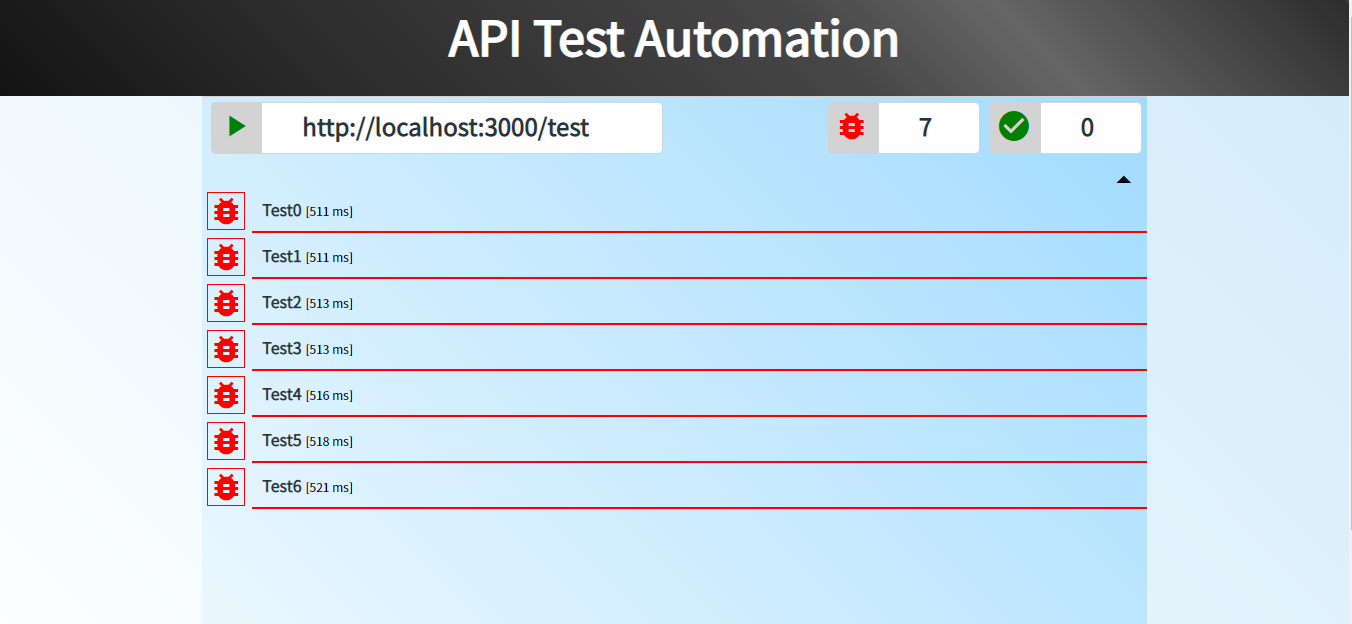 API Test Automation
http://localhost:3000/test
7
0
Test0 [511 ms]
Test1 [511 ms]
Test2 [513 ms]
Test3 [513 ms]
Test4 [516 ms]
Test5 [518 ms]
Test6 [521 ms]